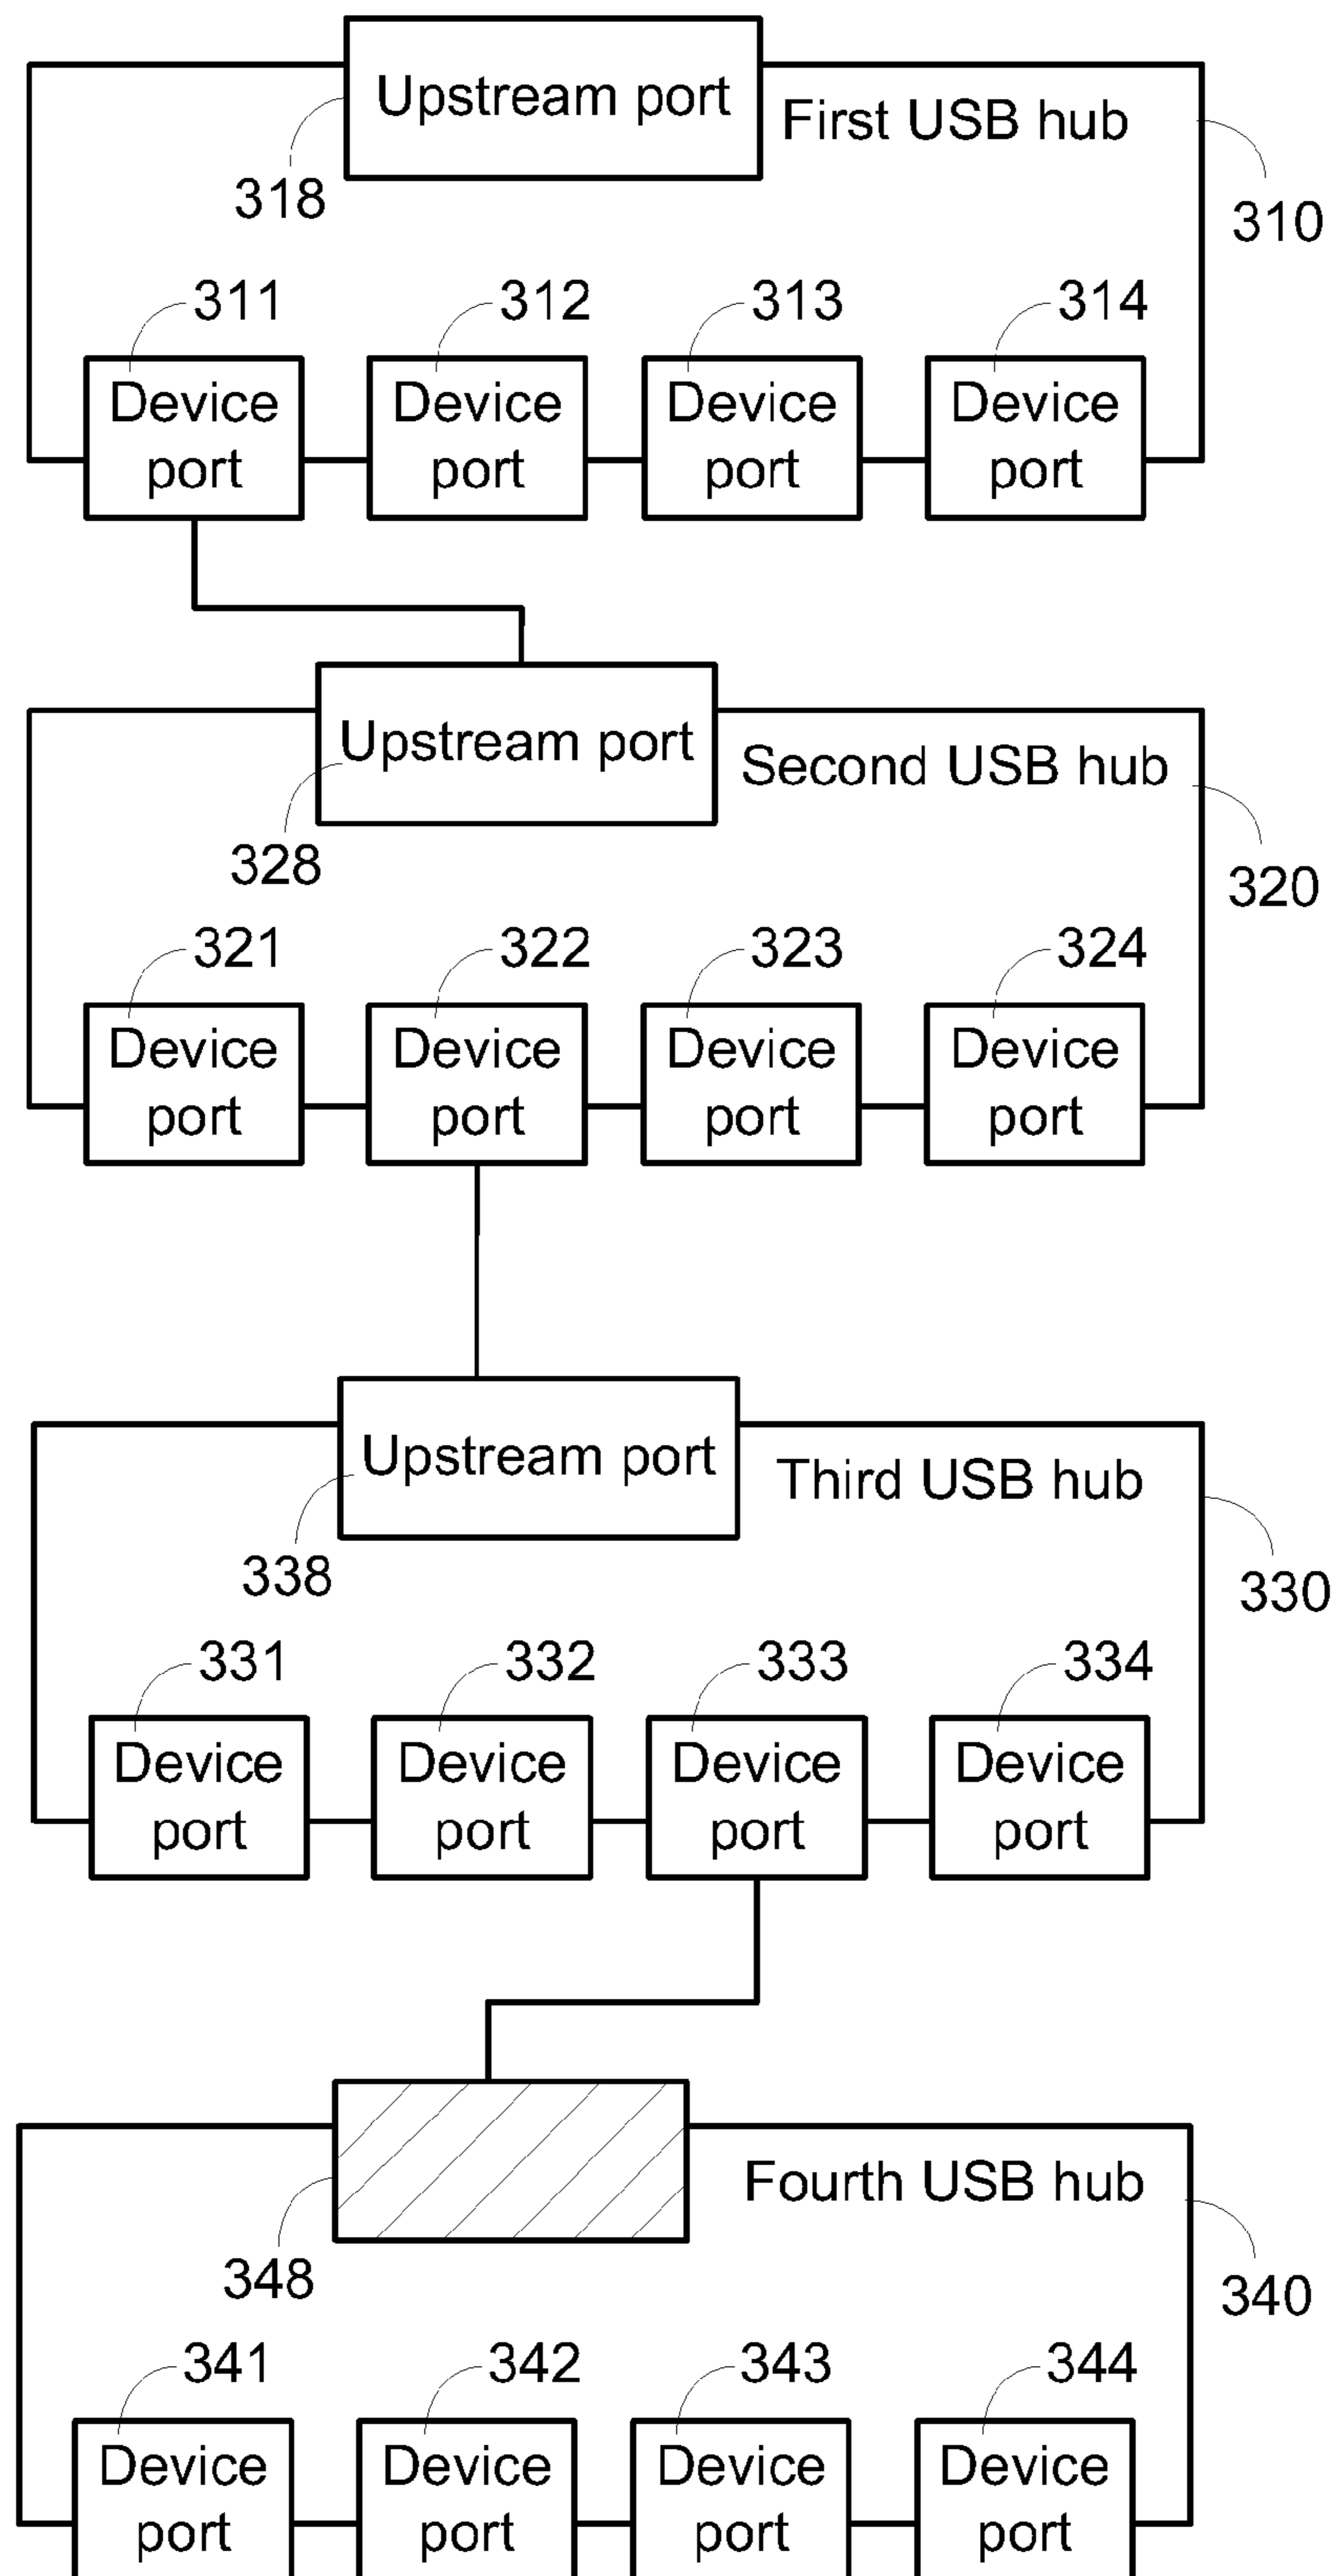 Upstream port
First USB hub
318
310
311 312 313 314
Device Device Device Device
port port port port
Upstream port
Second USB hub
328
320
321 322 323 324
Device Device Device Device
port port port port
Upstream port
Third USB hub
338
330
331 332 333 334
Device Device Device Device
port port port port
Fourth USB hub
348
340
341 342 343 344
Device Device Device Device
port port port port